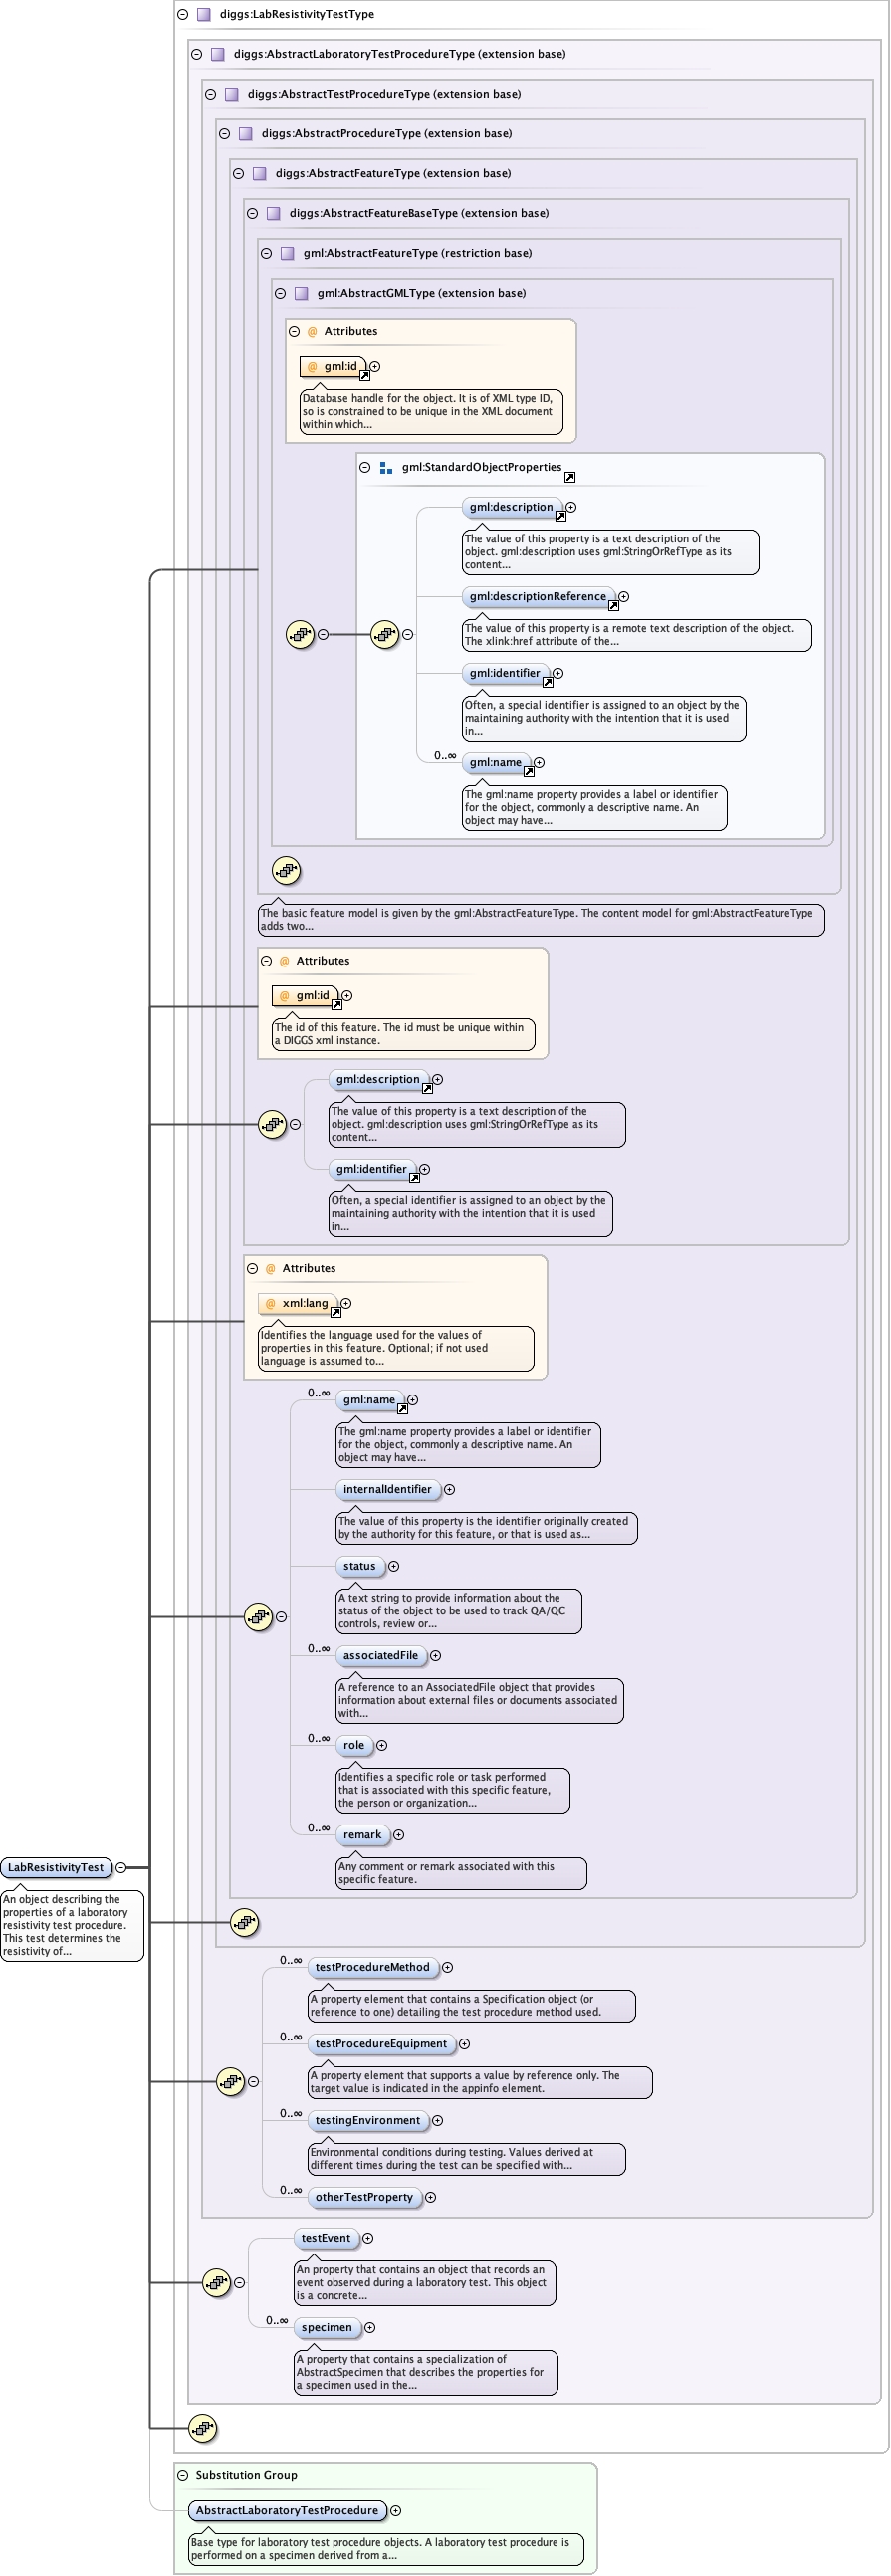 diggs:LabResistivityTestType
diggs:AbstractLaboratoryTestProcedureType (extension base)
diggs:AbstractTestProcedureType (extension base)
diggs:AbstractProcedureType (extension base)
diggs:AbstractFeatureType (extension base)
diggs:AbstractFeatureBaseType (extension base)
gml:AbstractFeatureType (restriction base)
gml:AbstractGMLType (extension base)
@ Attributes
@ gml:id
Database handle for the object. It is of XML type ID,
so is constrained to be unique in the XML document
within which...
gml:StandardObjectProperties
gml:description
The value of this property is a text description of the
object. gml:description uses gml:StringOrRefType as its
content...
gml:descriptionReference
The value of this property is a remote text description of the object.
The xlink:href attribute of the...
gml:identifier
Often, a special identifier is assigned to an object by the
maintaining authority with the intention that it is used
in...
0..∞
gml:name
The gml:name property provides a label or identifier
for the object, commonly a descriptive name. An
object may have...
The basic feature model is given by the gml:AbstractFeatureType. The content model for gml:AbstractFeatureType
adds two...
@ Attributes
@ gml:id
The id of this feature. The id must be unique within
a DIGGS xml instance.
gml:description
The value of this property is a text description of the
object. gml:description uses gml:StringOrRefType as its
content...
gml:identifier
Often, a special identifier is assigned to an object by the
maintaining authority with the intention that it is used
in...
@ Attributes
@ xml:lang
Identifies the language used for the values of
properties in this feature. Optional; if not used
language is assumed to...
0..∞
gml:name
The gml:name property provides a label or identifier
for the object, commonly a descriptive name. An
object may have...
internalIdentifier
The value of this property is the identifier originally created
by the authority for this feature, or that is used as...
status
A text string to provide information about the
status of the object to be used to track QA/QC
controls, review or...
0..∞
associatedFile
A reference to an AssociatedFile object that provides
information about external files or documents associated
with...
0..∞
role
Identifies a specific role or task performed
that is associated with this specific feature,
the person or organization...
0..∞
remark
Any comment or remark associated with this
specific feature.
LabResistivityTest
An object describing the
properties of a laboratory
resistivity test procedure.
This test determines the
resistivity of...
0..∞
testProcedureMethod
A property element that contains a Specification object (or
reference to one) detailing the test procedure method used.
0..∞
testProcedureEquipment
A property element that supports a value by reference only. The
target value is indicated in the appinfo element.
0..∞
testingEnvironment
Environmental conditions during testing. Values derived at
different times during the test can be specified with...
0..∞
otherTestProperty
testEvent
An property that contains an object that records an
event observed during a laboratory test. This object
is a concrete...
0..∞
specimen
A property that contains a specialization of
AbstractSpecimen that describes the properties for
a specimen used in the...
Substitution Group
AbstractLaboratoryTestProcedure
Base type for laboratory test procedure objects. A laboratory test procedure is
performed on a specimen derived from a...